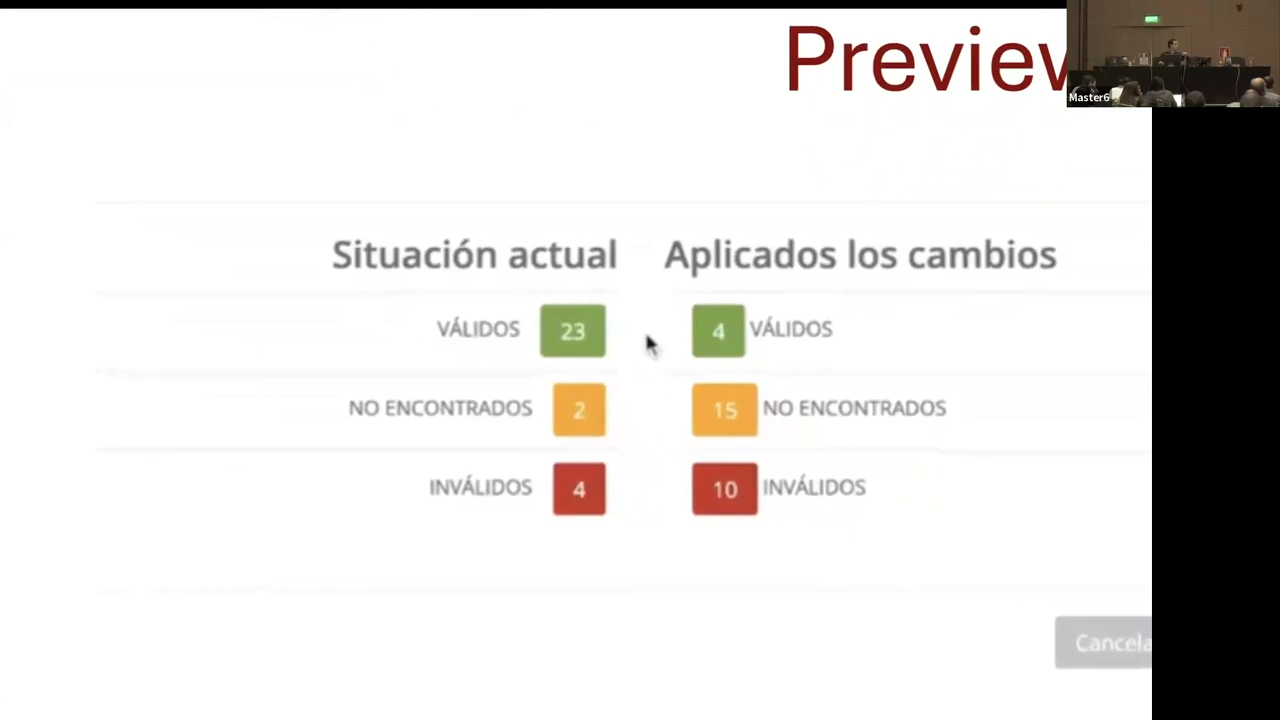 Preview
Master6
Situación actual Aplicados los cambios
VÁLIDOS 23 4 VÁLIDOS
NO ENCONTRADOS 2 15 NO ENCONTRADOS
INVÁLIDOS 4 10 INVÁLIDOS
Cancela